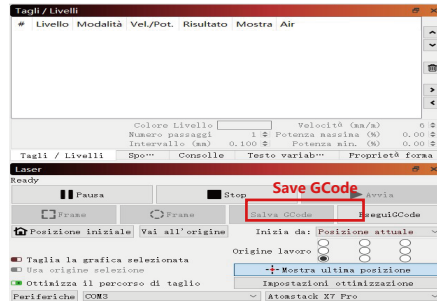 Tagli / Livelli
# Livello Modalità Vel./Pot. Risultato Mostra Air
Colore Livello Velocità (mm/m) 0
Numero passaggi 1 Potenza massima (%) 0.00
Intervallo (mm) 0.100 Potenza min. (%) 0.00
Tagli / Livelli Spo… Consolle Testo variab… Proprietà forma
Laser
Ready
Save GCode
Pausa Stop Avvia
Frame Frame Salva GCode EseguiGCode
Posizione iniziale Vai all'origine Inizia da: Posizione attuale
Origine lavoro
Taglia la grafica selezionata
Usa origine selezione Mostra ultima posizione
Ottimizza il percorso di taglio Impostazioni ottimizzazione
Periferiche COM3 Atomstack X7 Pro